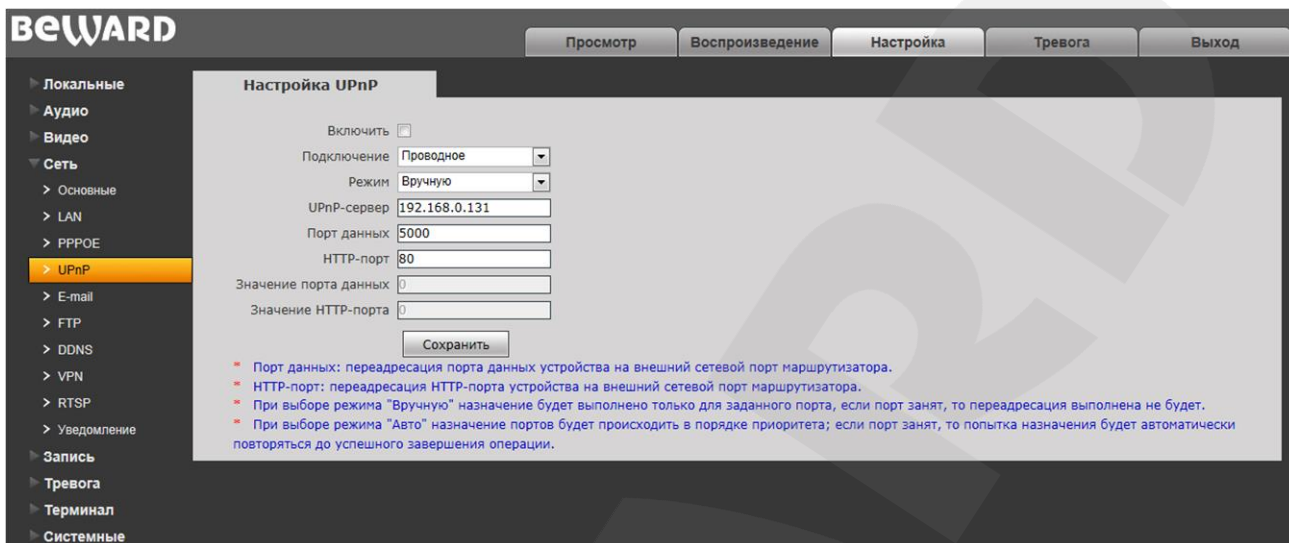 BEWARD
Просмотр Воспроизведение Настройка Тревога Выход
Локальные
Аудио
Видео
Сеть
> Основные
> LAN
> PPPOE
> UPnP
> E-mail
> FTP
> DDNS
> VPN
> RTSP
> Уведомление
Запись
Тревога
Терминал
Системные
Настройка UPnP
Включить
Подключение Проводное
Режим Вручную
UPnP-сервер 192.168.0.131
Порт данных 5000
HTTP-порт 80
Значение порта данных 0
Значение HTTP-порта 0
Сохранить
* Порт данных: переадресация порта данных устройства на внешний сетевой порт маршрутизатора.
* HTTP-порт: переадресация HTTP-порта устройства на внешний сетевой порт маршрутизатора.
* При выборе режима "Вручную" назначение будет выполнено только для заданного порта, если порт занят, то переадресация выполнена не будет.
* При выборе режима "Авто" назначение портов будет происходить в порядке приоритета; если порт занят, то попытка назначения будет автоматически
повторяться до успешного завершения операции.